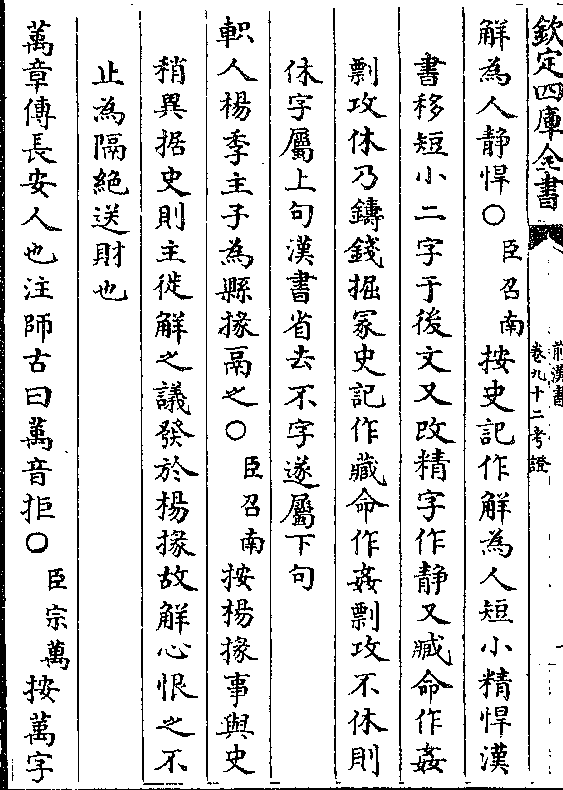 欽定四庫全書
前漢書
卷九十二考證
解為人静悍○臣召南按史記作解為人短小精悍漢
書移短小二字于後文又改精字作静又臧命作姦
剽攻休乃鑄錢掘冡史記作藏命作姦剽攻不休則
休字屬上句漢書省去不字遂屬下句
軹人楊季主子為縣掾鬲之○臣召南按楊掾事與史
稍異据史則主徙解之議發於楊掾故解心恨之不
止為隔絶送財也
萬章傳長安人也注師古曰萬音拒○臣宗萬按萬字